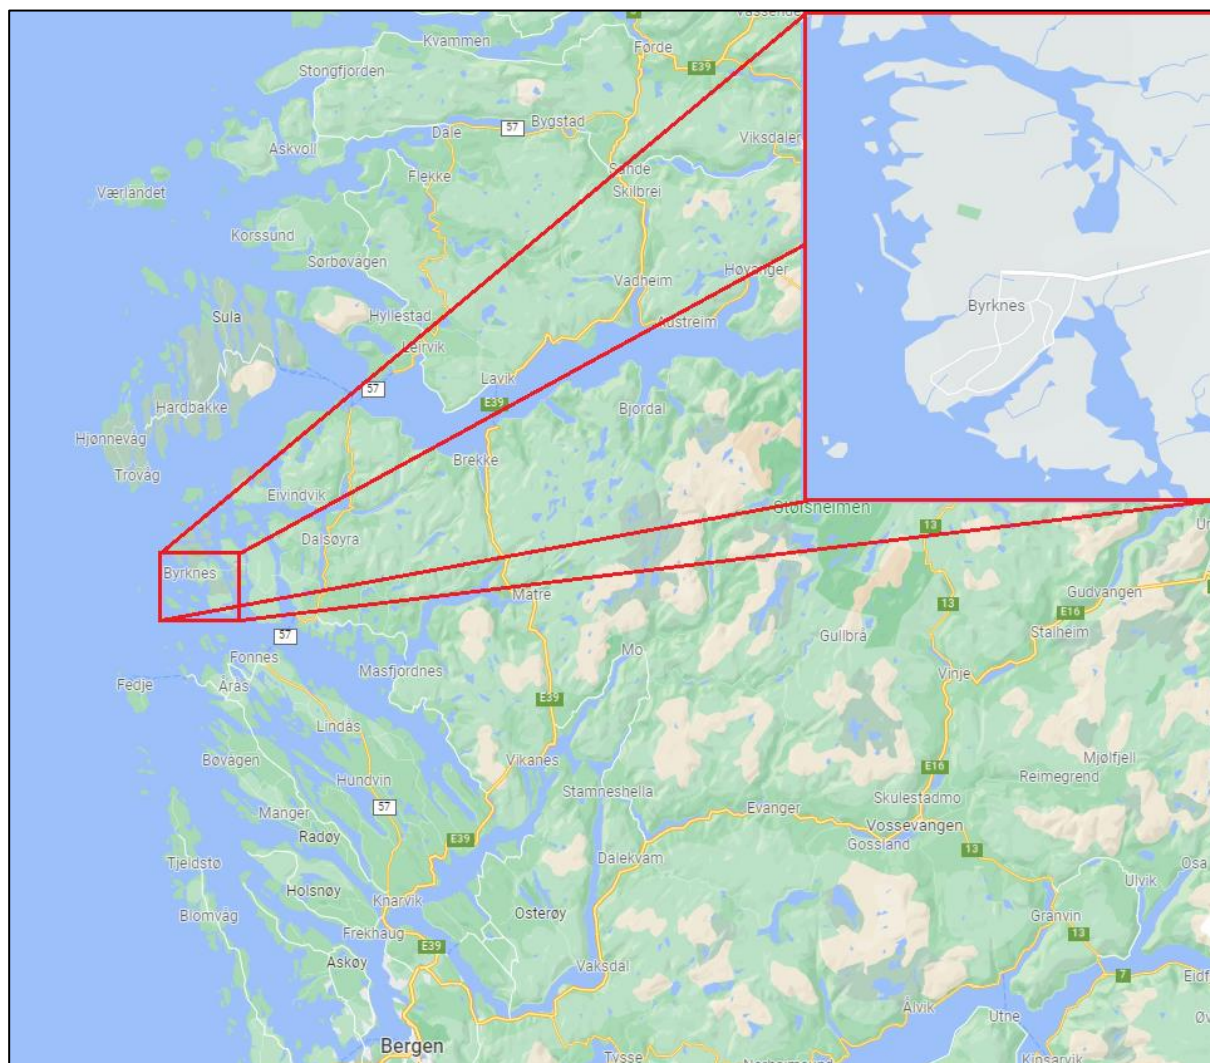 Kvammen
Førde
E39
Stongfjorden
57
Bygstad
Dale
Viksdalen
Askvoll
Sande
Flekke
Skilbrei
Værlandet
Korssund
Sørbøvågen
Høyanger
Vadheim
Byrknes
Sula
Hyllestad
Austreim
Leirvik
Lavik
57
E39
Hardbakke
Bjordal
Hjønnevåg
Trovåg
Brekke
Eivindvik
Stølsheimen
13
Dalsøyra
Byrknes
Matre
Gudvangen
13
E16
57
Gullbrå
Stalheim
Fonnes
Mo
Masfjordnes
Vinje
Fedje
Åras
E39
Lindås
Bøvågen
Vikanes
Mjølfjell
E16
Reimegrend
Hundvin
Stamneshella
Skulestadmo
57
Evanger
Manger
Vossevangen
Radøy
E39
Gossland
13
Tjeldstø
Dalekvam
Osa
Ulvik
Holsnøy
Knarvik
Blomvåg
Osterøy
Granvin
Frekhaug
13
E39
Askøy
Vaksdal
7
Eidf
Ålvik
Utne
Bergen
Tysse
Norheimsund
Kinsarvik